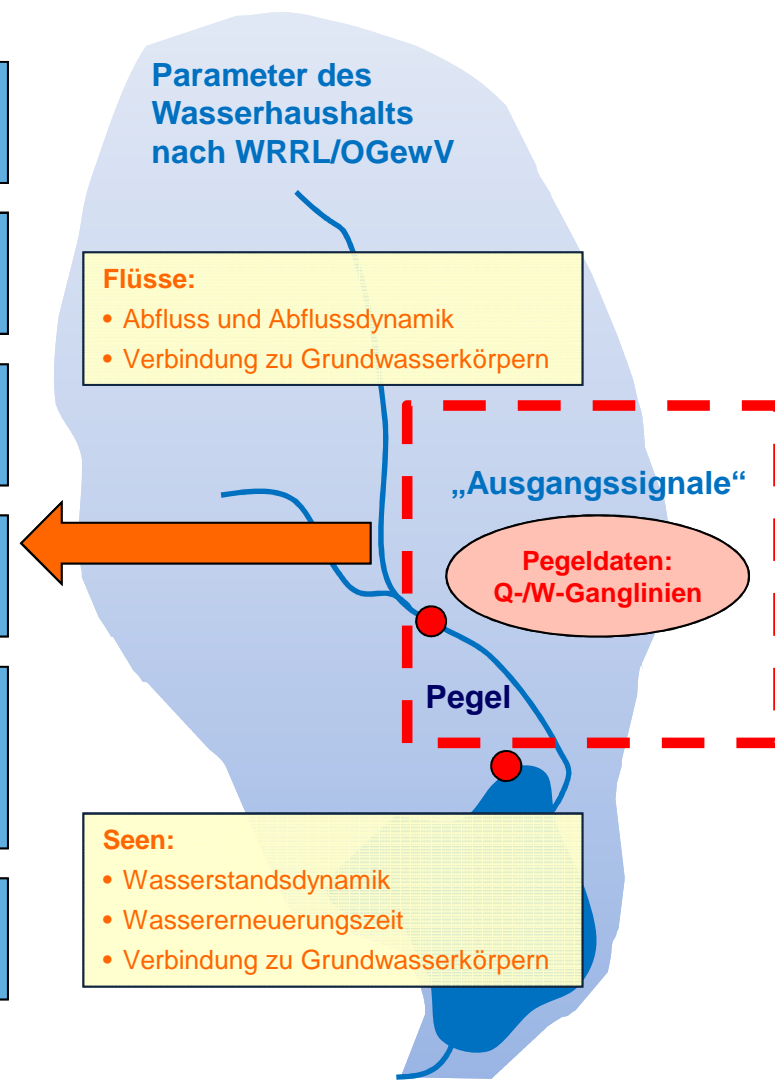 Parameter des
Wasserhaushalts
nach WRRL/OGewV
Flüsse:
• Abfluss und Abflussdynamik
• Verbindung zu Grundwasserkörpern
„Ausgangssignale“
Pegeldaten:
Q-/W-Ganglinien
Pegel
Seen:
• Wasserstandsdynamik
• Wassererneuerungszeit
• Verbindung zu Grundwasserkörpern